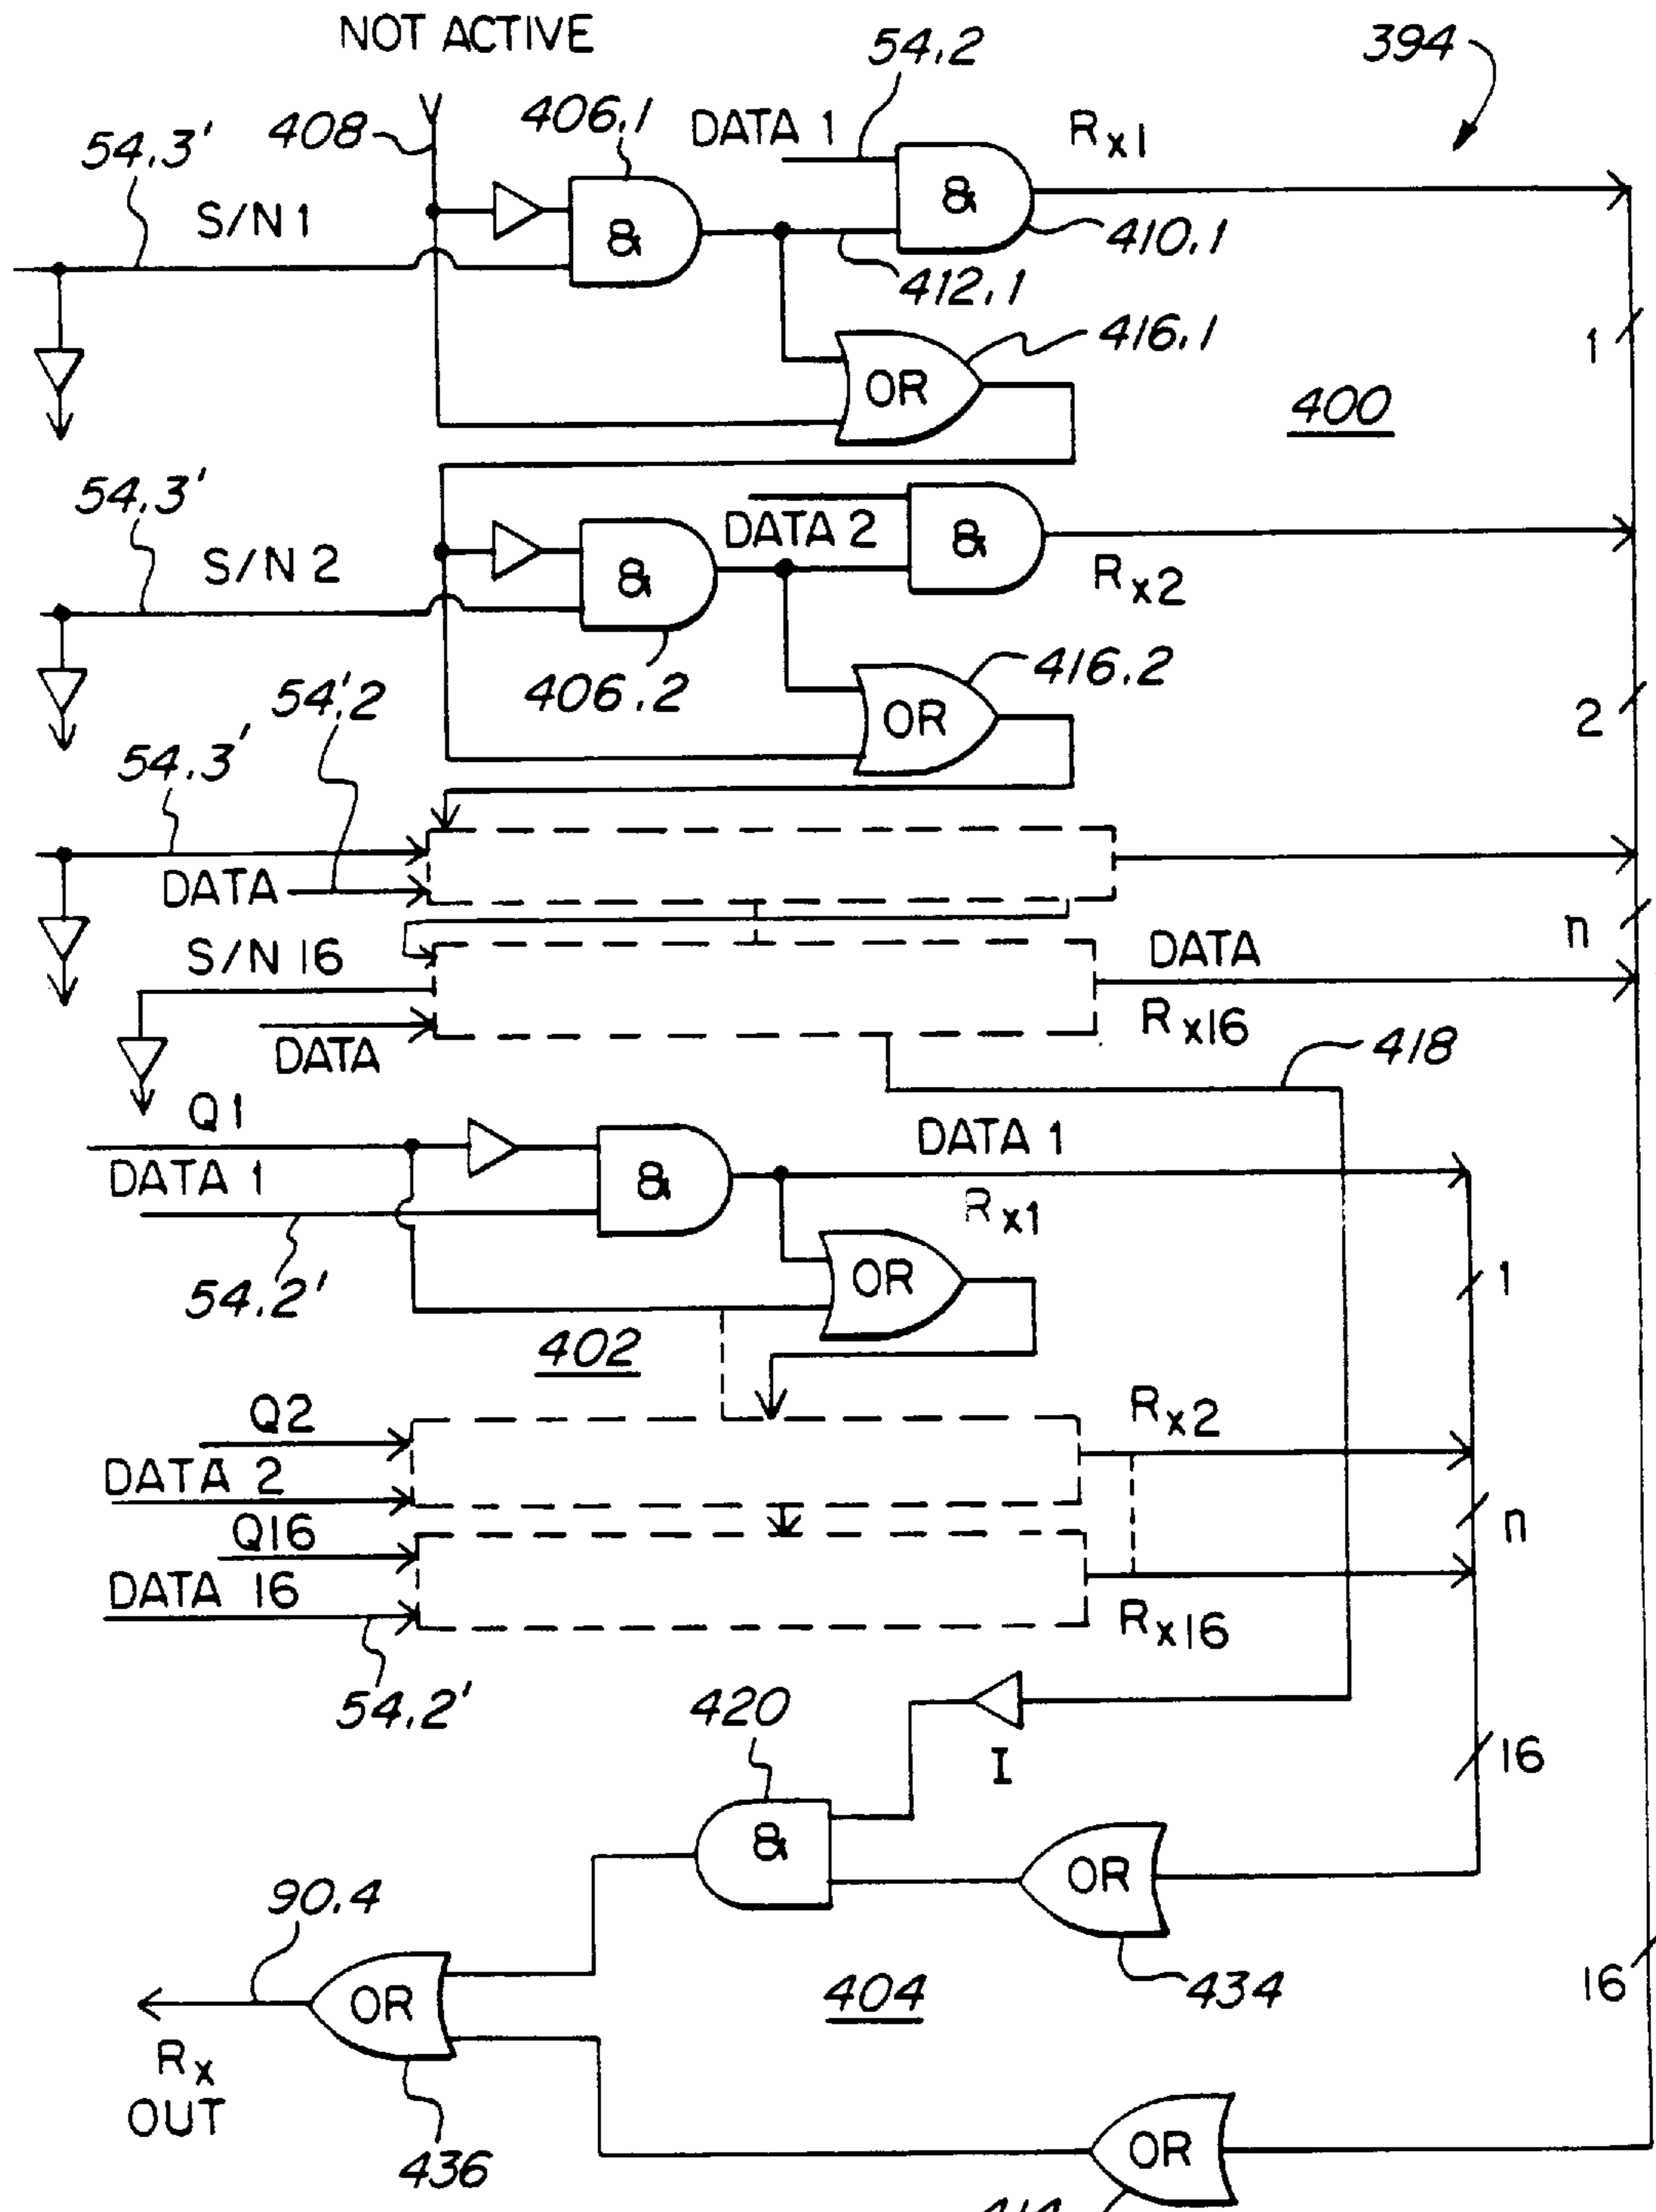 NOT ACTIVE
54.2
394
408
406.1
DATA 1
Rx1
54.3'
S/N 1
&
&
410.1
412.1
416.1
1
OR
400
54.3'
S/N 2
DATA 2
&
&
Rx2
406.2
416.2
54'.2
OR
2
54.3'
DATA
n
S/N 16
DATA
Rx16
DATA
418
Q1
DATA 1
DATA 1
&
Rx1
54.2'
OR
1
402
Q2
Rx2
DATA 2
Q16
n
DATA 16
Rx16
54.2'
420
I
16
&
OR
90.4
434
404
16
OR
Rx
OUT
436
OR